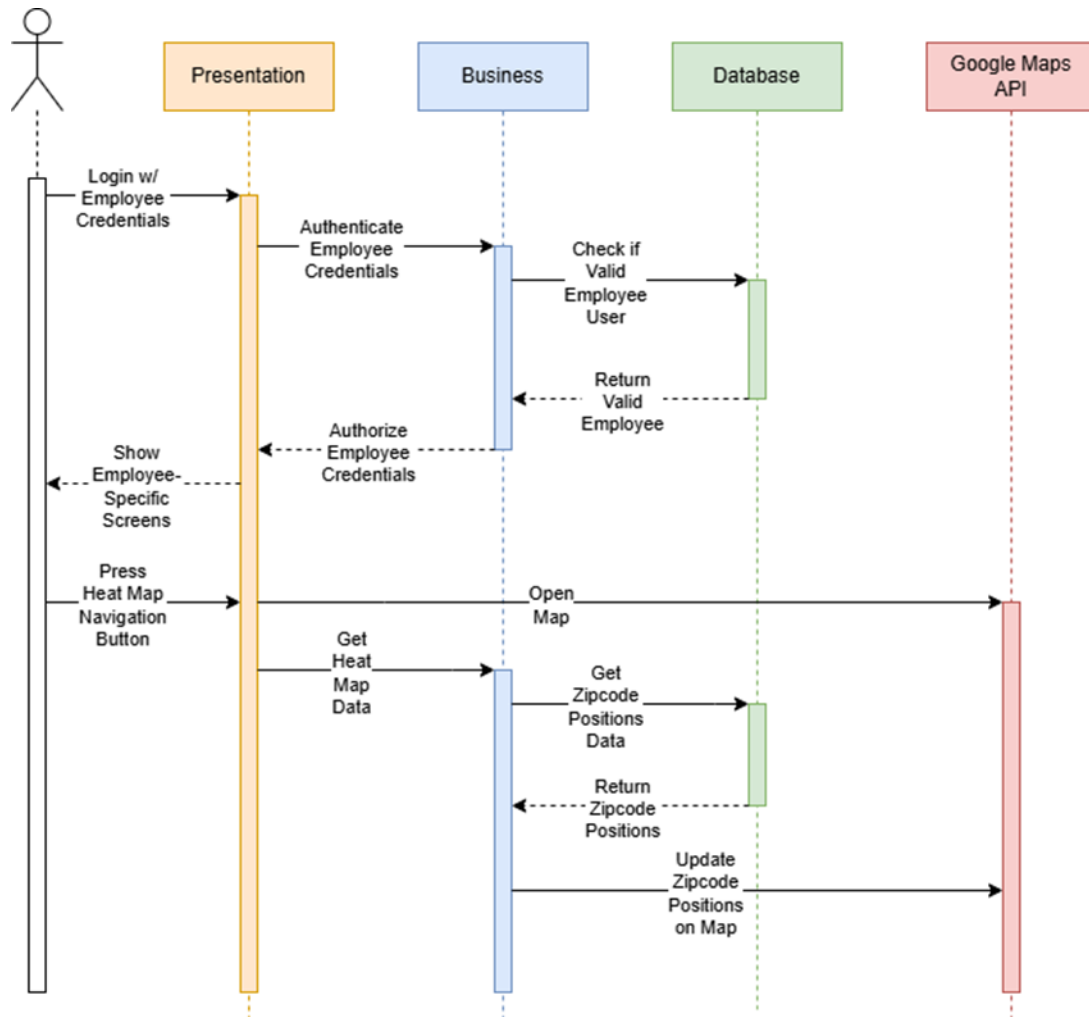 Presentation
Business
Database
Google Maps
API
Login w/
Employee
Credentials
Authenticate
Employee
Credentials
Check if
Valid
Employee
User
Return
Valid
Employee
Authorize
Employee
Credentials
Show
Employee-
Specific
Screens
Press
Heat Map
Navigation
Button
Open
Map
Get
Heat
Map
Data
Get
Zipcode
Positions
Data
Return
Zipcode
Positions
Update
Zipcode
Positions
on Map